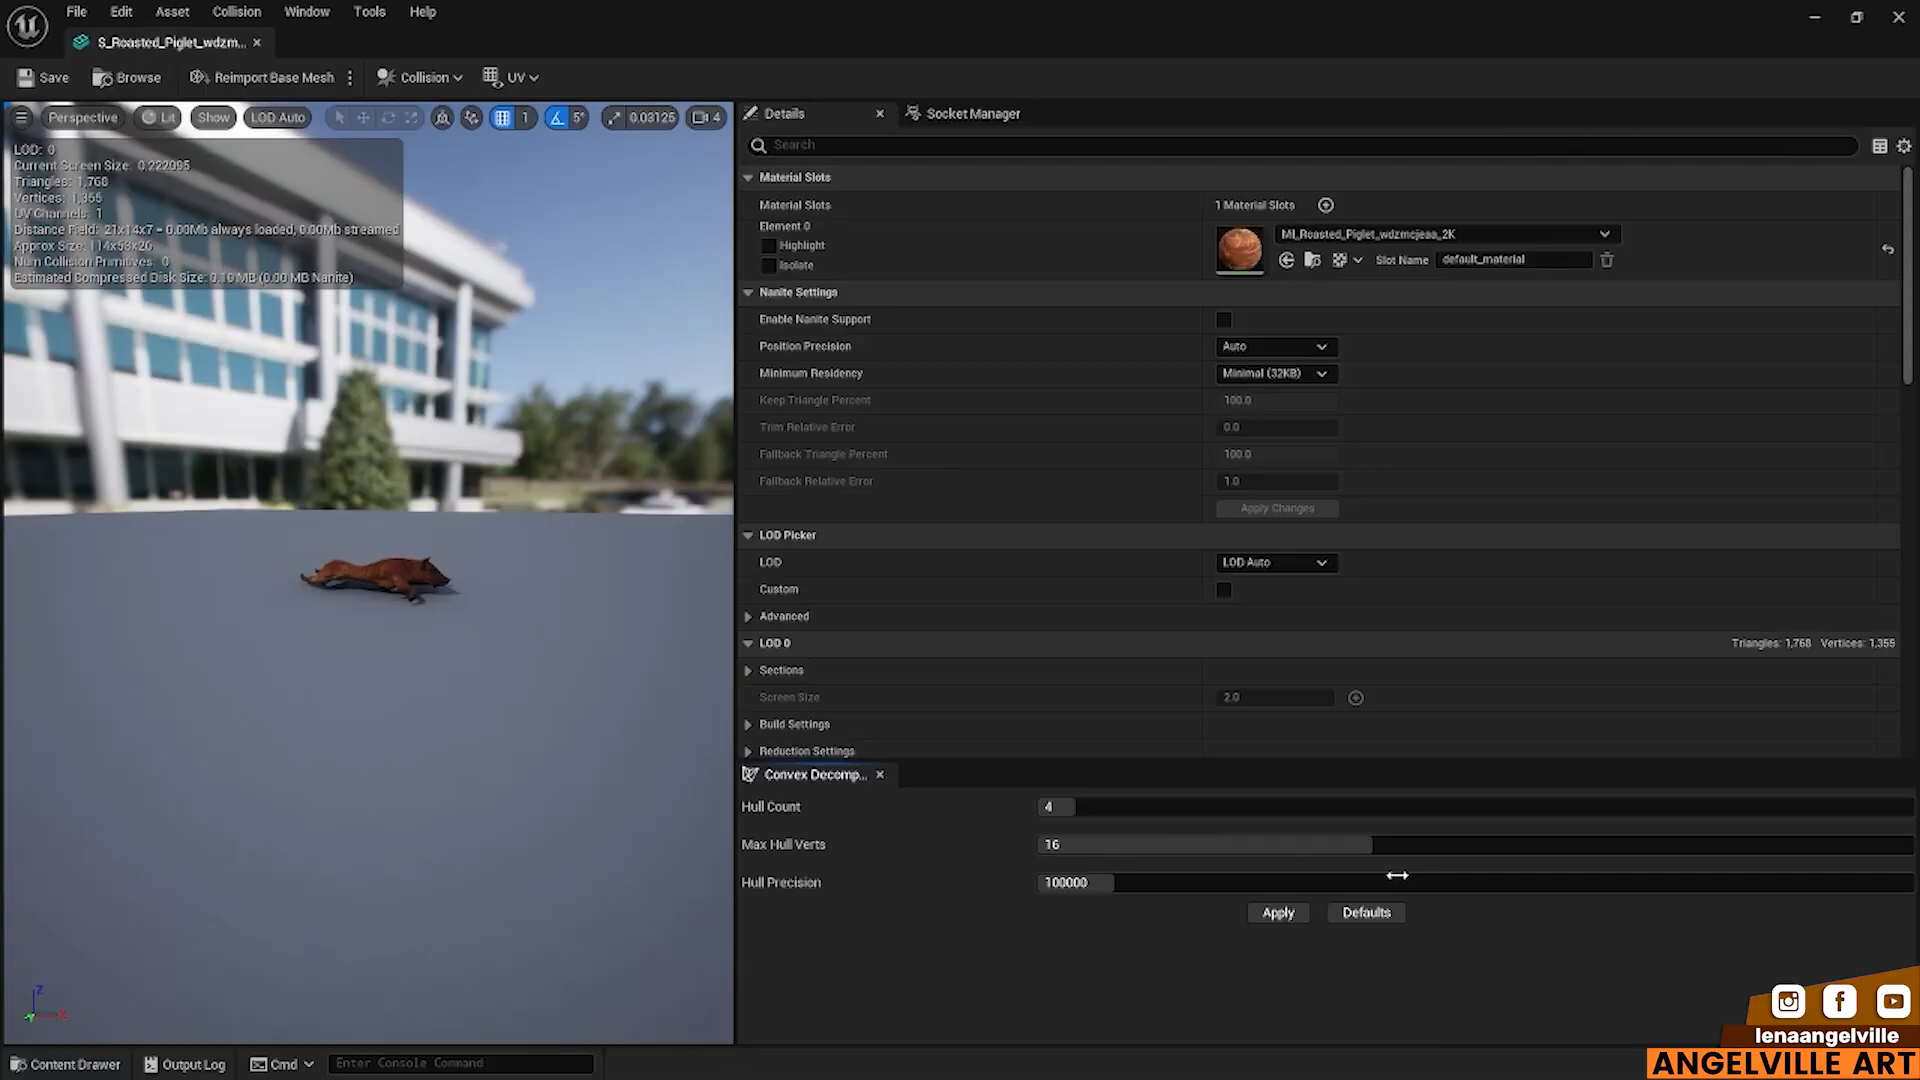 File Edit Asset Collision Window Tools Help
S_Roasted_Piglet_wdzm...
Save Browse Reimport Base Mesh Collision UV
Perspective Lit Show LOD Auto 1 5° 0.03125 4
LOD: 0
Current Screen Size: 0.222995
Triangles: 1,768
Vertices: 1,355
UV Channels: 1
Distance Field: 21x14x7 = 0.00Mb always loaded, 0.00Mb streamed
Approx Size: 114x53x26
Num Collision Primitives: 0
Estimated Compressed Disk Size: 0.10 MB (0.00 MB Nanite)
Z
X
Details Socket Manager
Search
Material Slots
Material Slots 1 Material Slots
Element 0
Highlight
Isolate
MI_Roasted_Piglet_wdzmcjeaa_2K
Slot Name default_material
Nanite Settings
Enable Nanite Support
Position Precision Auto
Minimum Residency Minimal (32KB)
Keep Triangle Percent 100.0
Trim Relative Error 0.0
Fallback Triangle Percent 100.0
Fallback Relative Error 1.0
Apply Changes
LOD Picker
LOD LOD Auto
Custom
Advanced
LOD 0 Triangles: 1,768 Vertices: 1,355
Sections
Screen Size 2.0
Build Settings
Reduction Settings
Convex Decomp...
Hull Count 4
Max Hull Verts 16
Hull Precision 100000
Apply Defaults
lenaangelville
ANGELVILLE ART
Content Drawer Output Log Cmd Enter Console Command